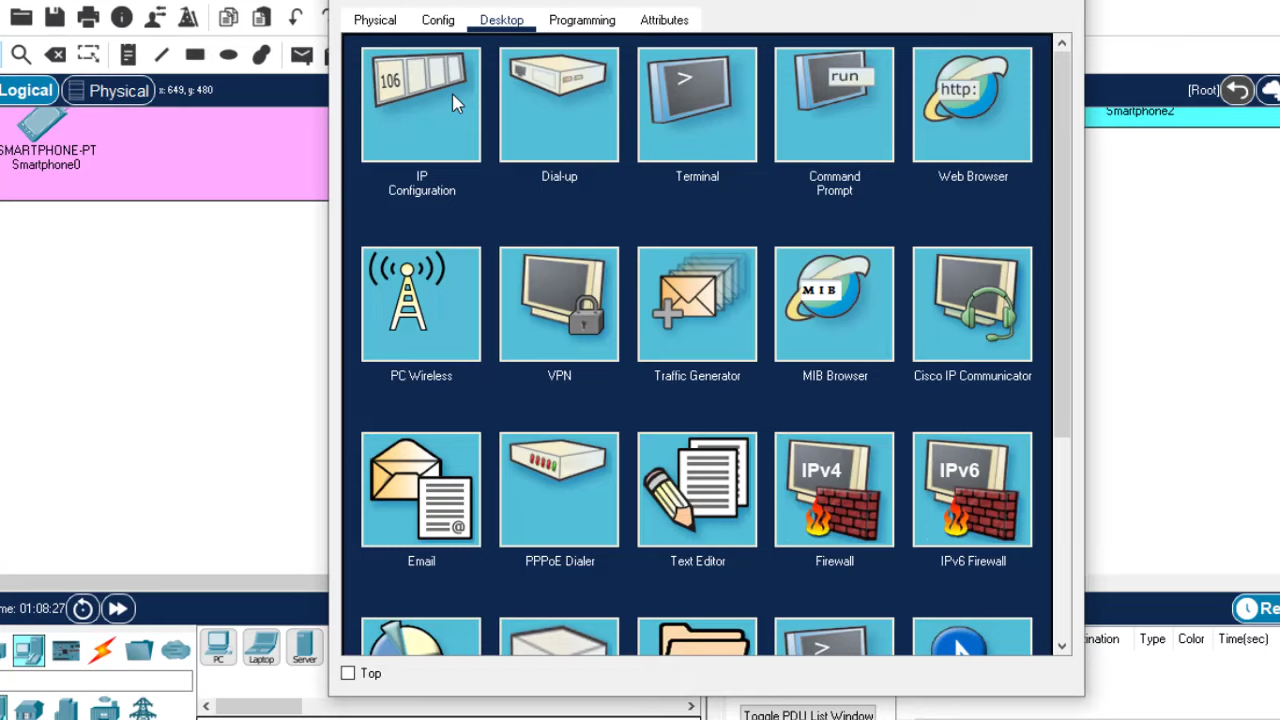 Physical
Config
Desktop
Programming
Attributes
Logical
Physical
x: 649, y: 480
[Root]
SMARTPHONE-PT
Smartphone0
Smartphone2
106
>
run
http:
IP
Configuration
Dial-up
Terminal
Command
Prompt
Web Browser
MIB
PC Wireless
VPN
Traffic Generator
MIB Browser
Cisco IP Communicator
@
IPv4
IPv6
Email
PPPoE Dialer
Text Editor
Firewall
IPv6 Firewall
>
me: 01:08:27
Re
PC
Laptop
Server
ination
Type
Color
Time(sec)
Top
Toggle PDU List Window